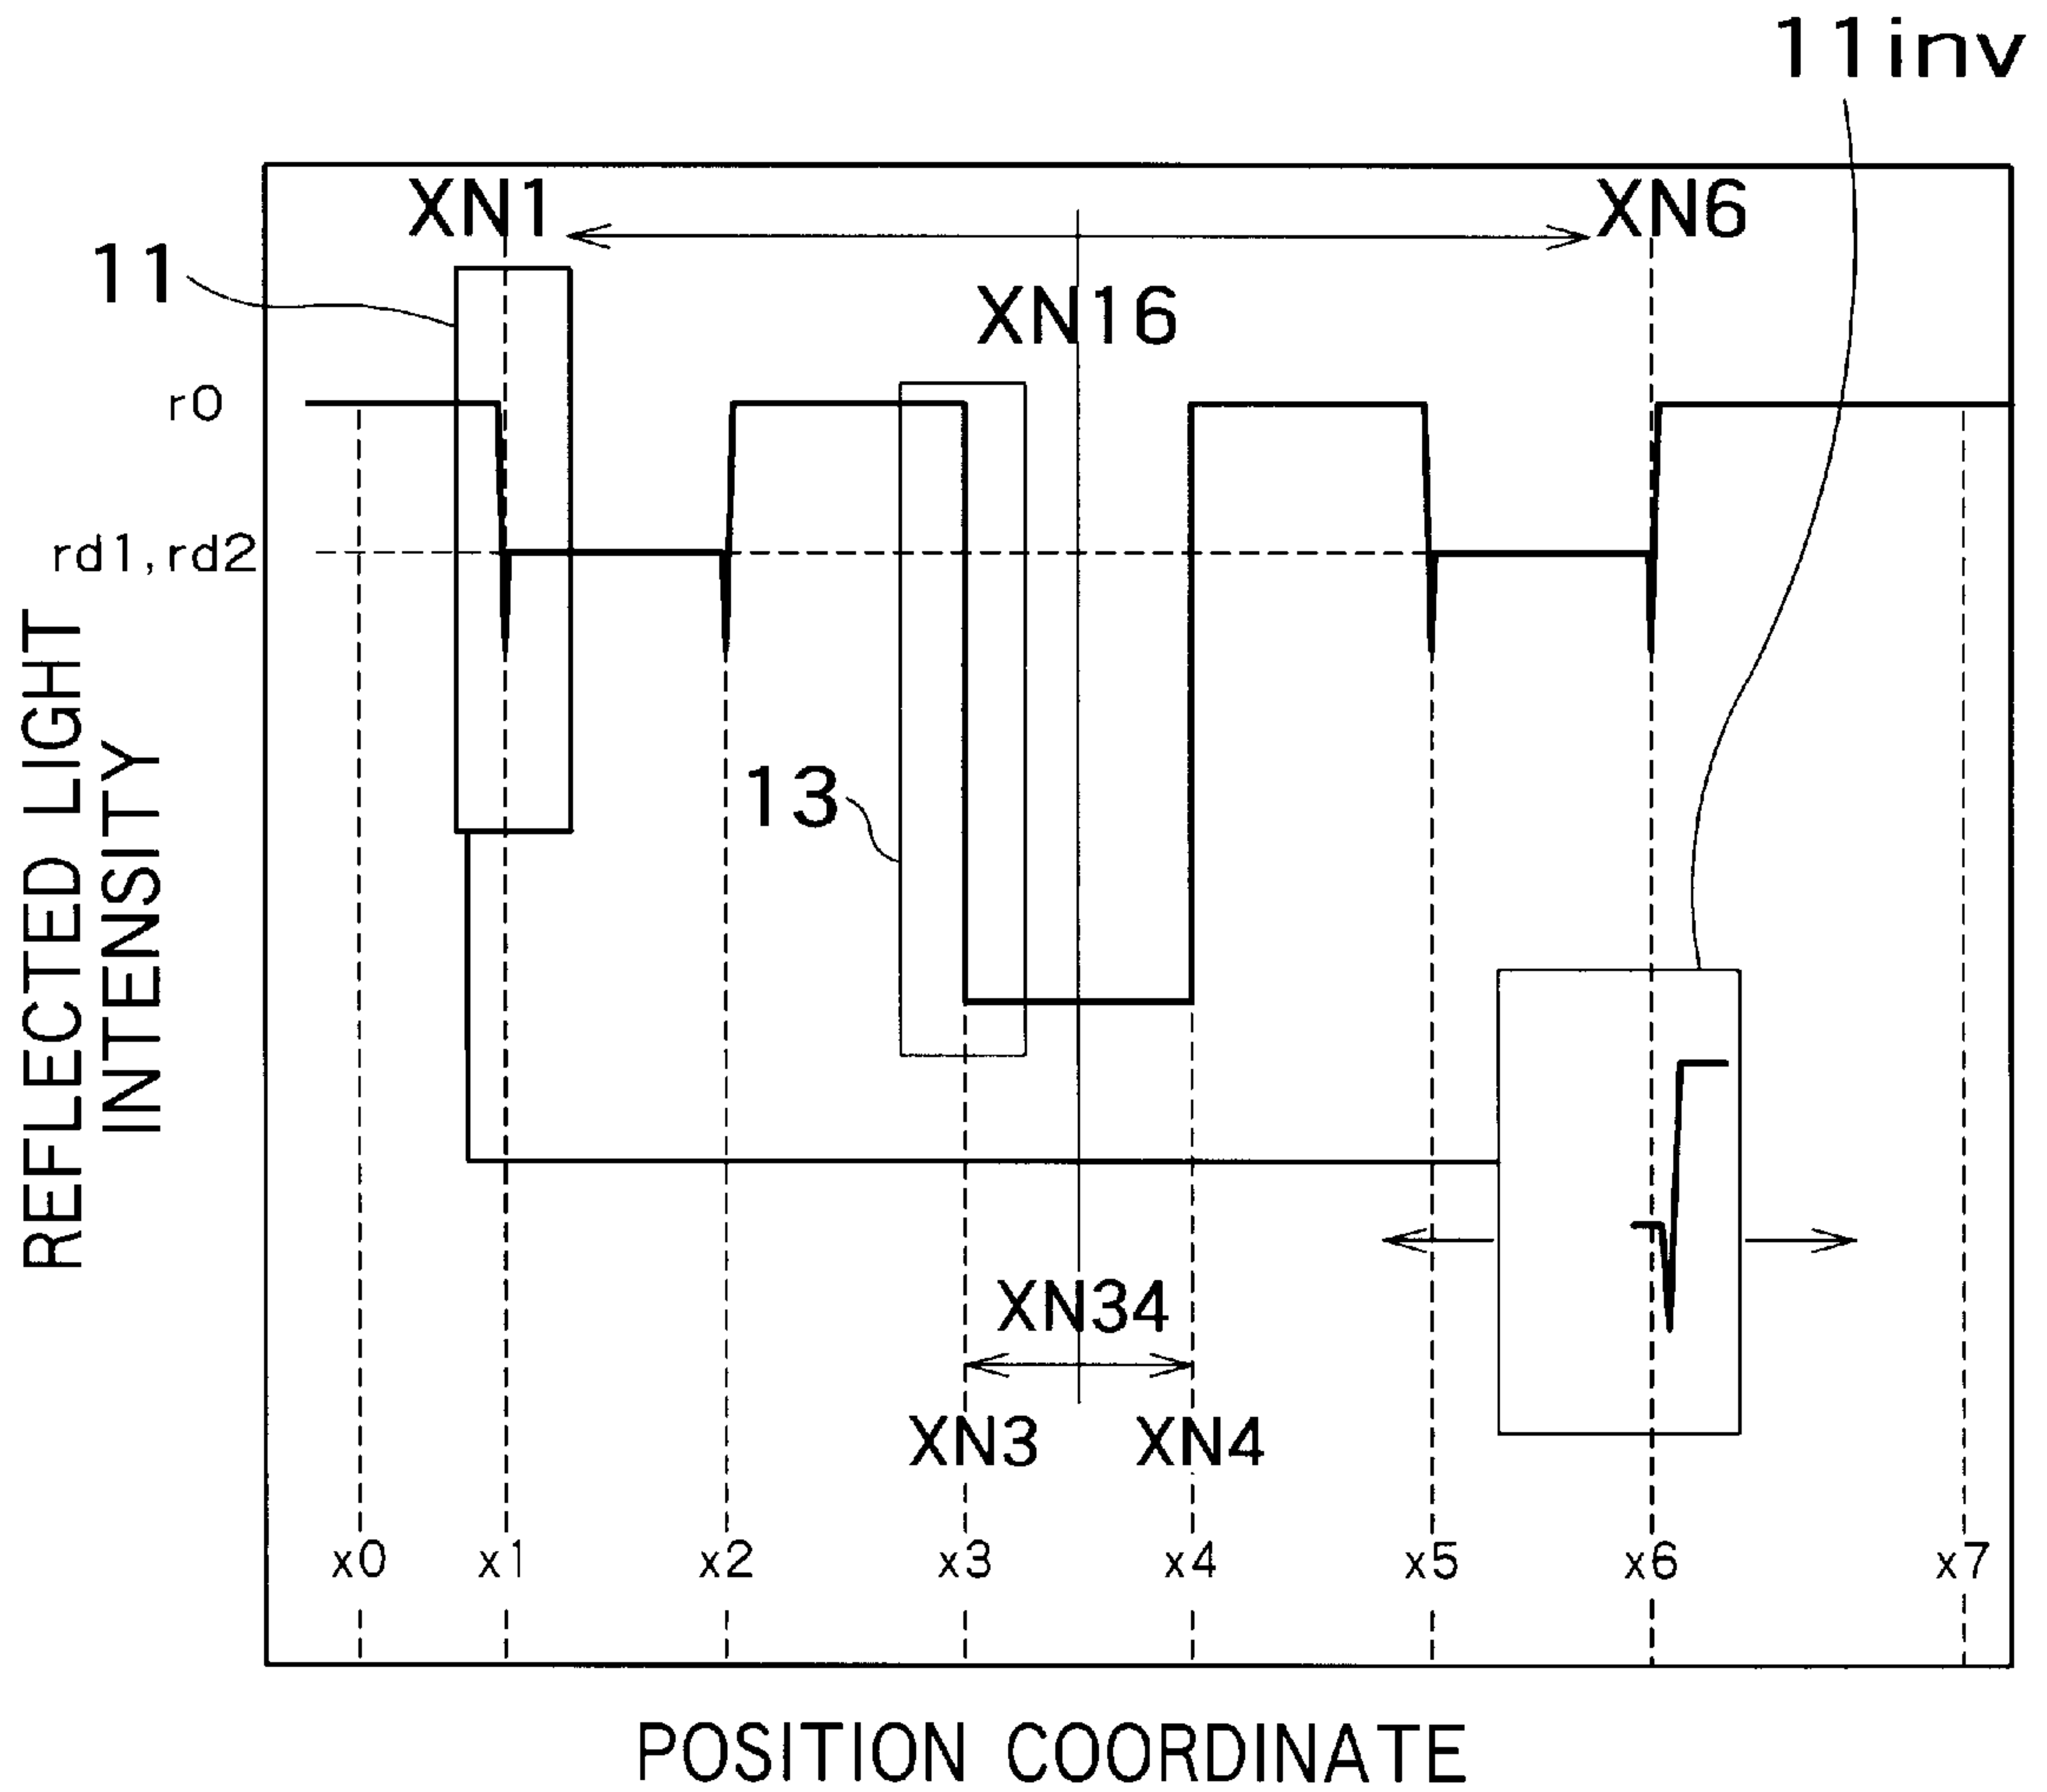 11inv
XN1
XN6
11
XN16
r0
rd1,rd2
13
REFLECTED LIGHT
INTENSITY
XN34
XN3
XN4
x0
x1
x2
x3
x4
x5
x6
x7
POSITION COORDINATE